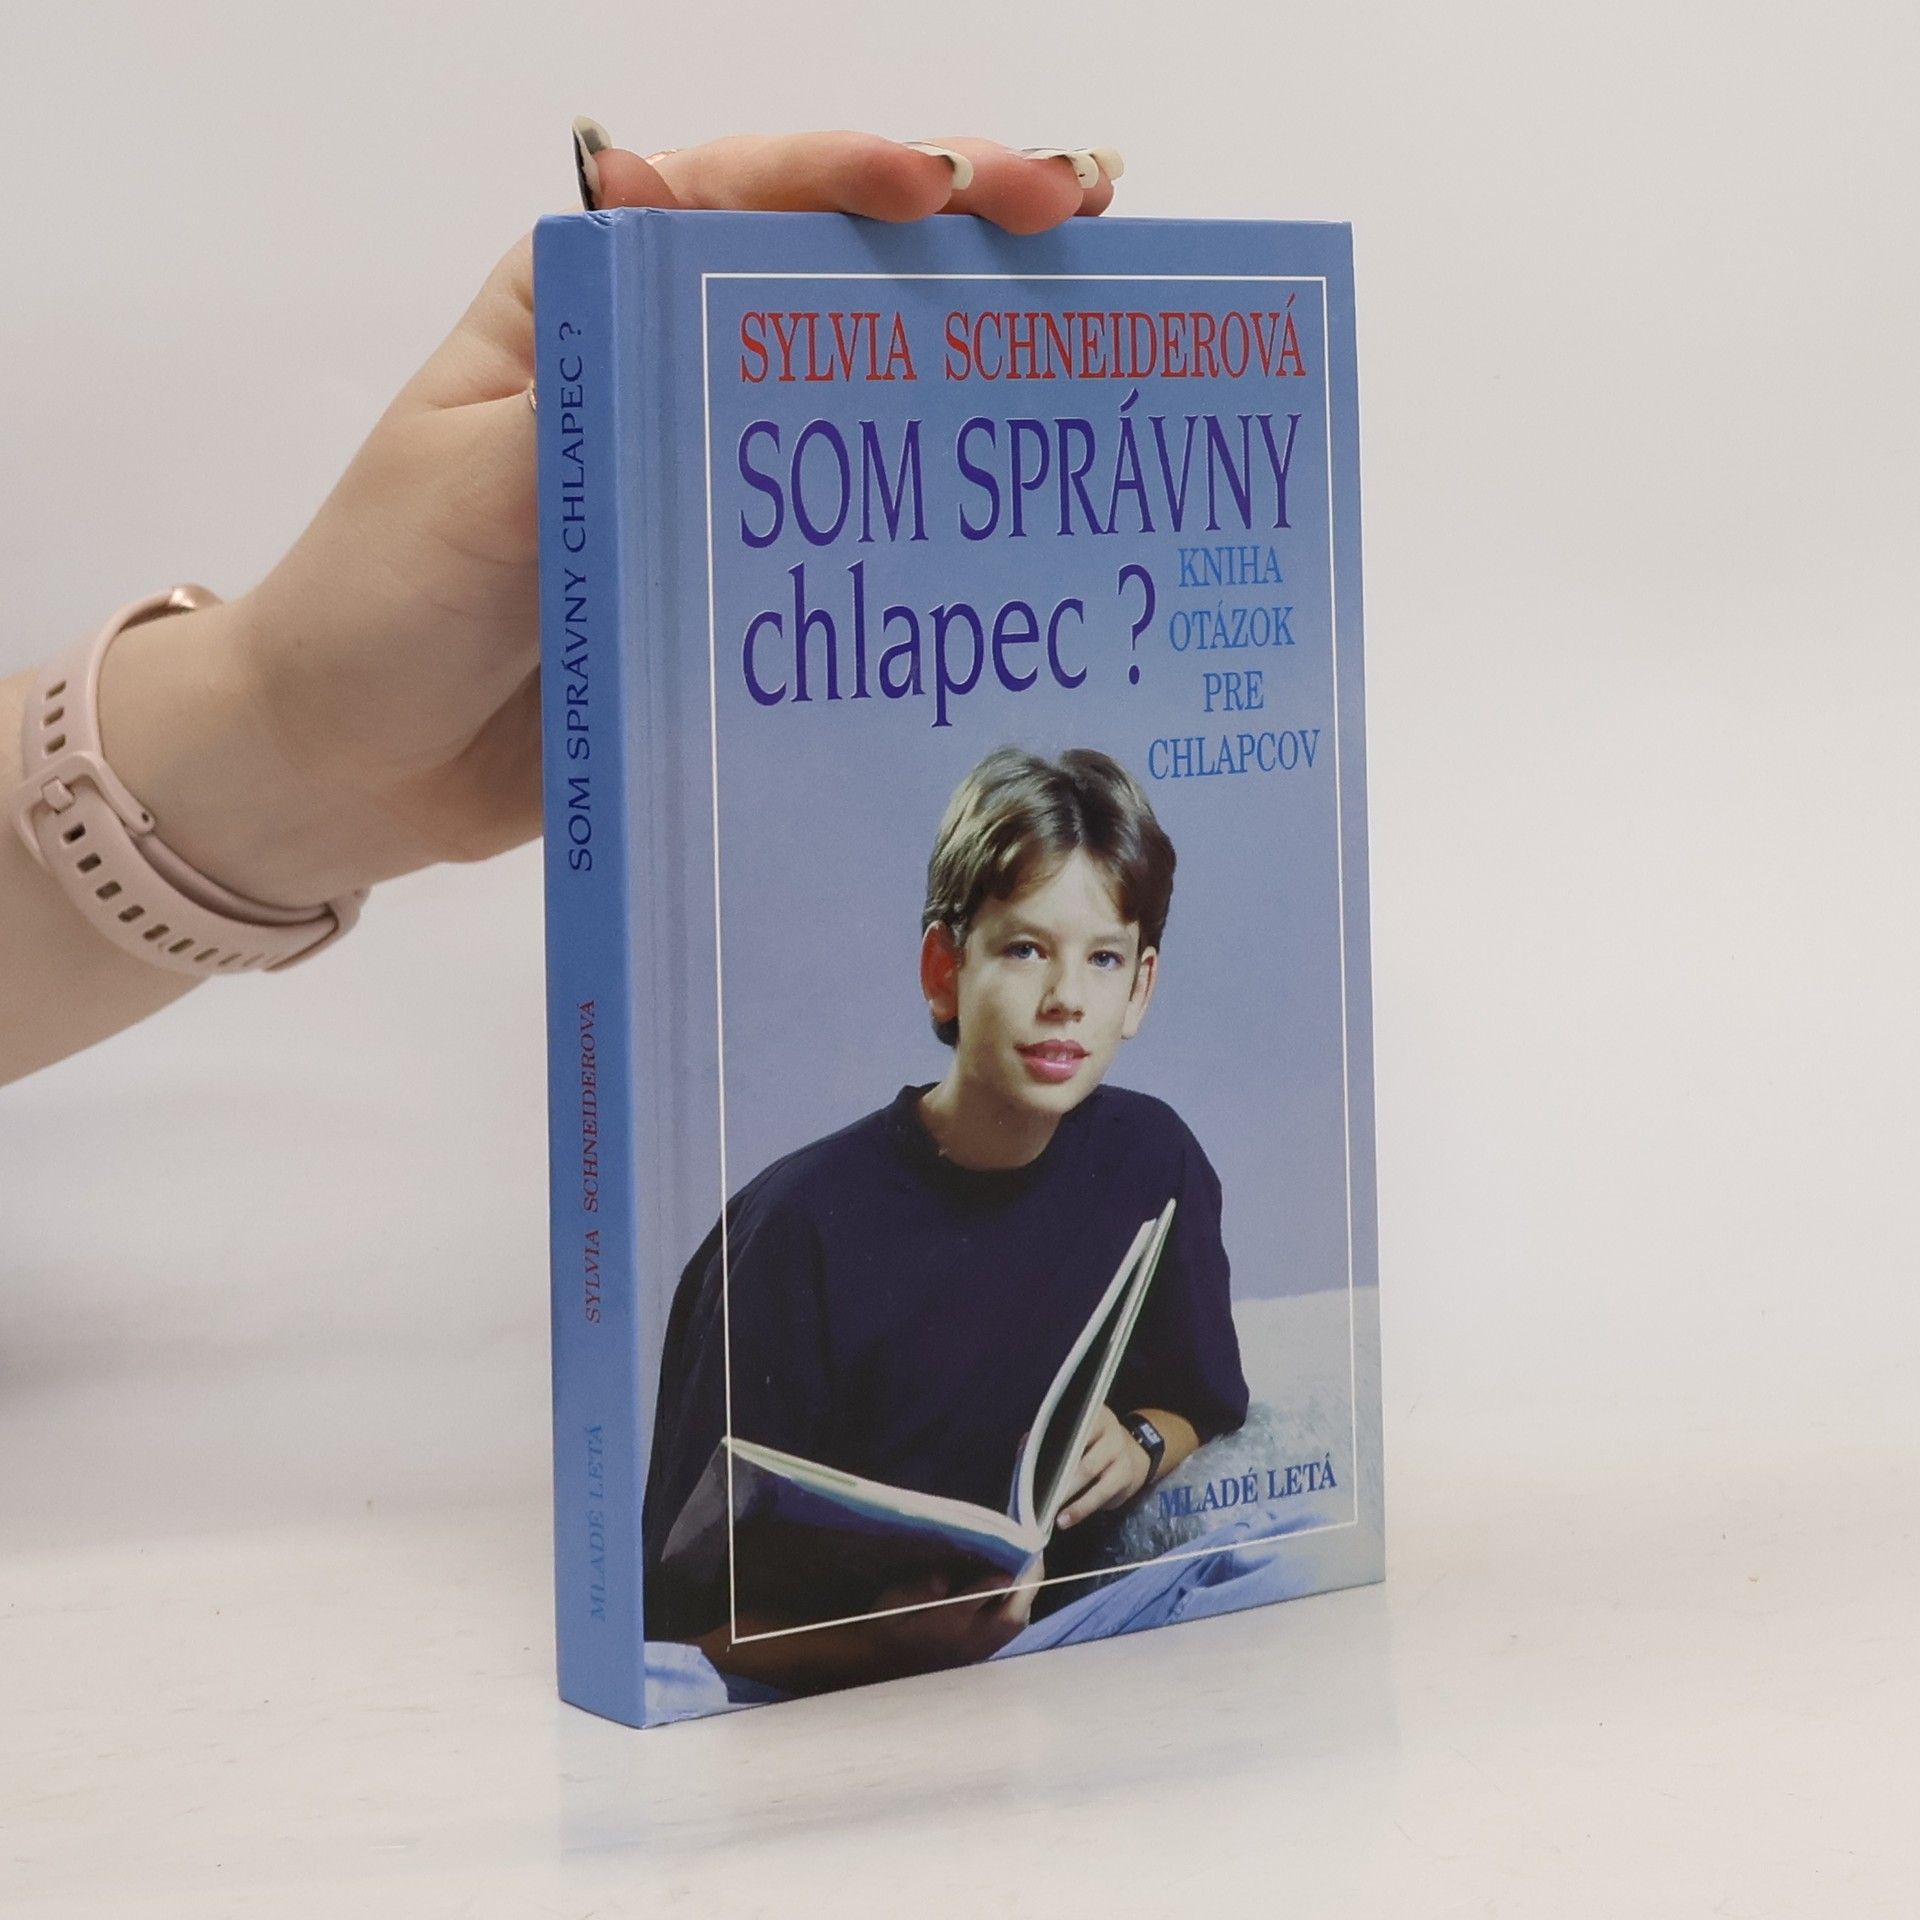 SYLVIA SCHNEIDEROVÁ
SOM SPRÁVNY
chlapec ?
KNIHA
OTÁZOK
PRE
CHLAPCOV
MLADÉ LETÁ
SOM SPRÁVNY CHLAPEC ?
SYLVIA SCHNEIDEROVÁ
MLADÉ LETÁ